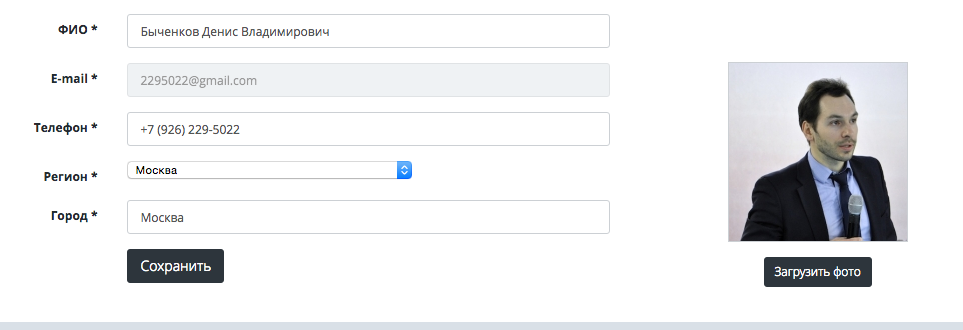 ФИО *
Быченков Денис Владимирович
E-mail *
2295022@gmail.com
Телефон *
+7 (926) 229-5022
Регион *
Москва
Город *
Москва
Сохранить
Загрузить фото